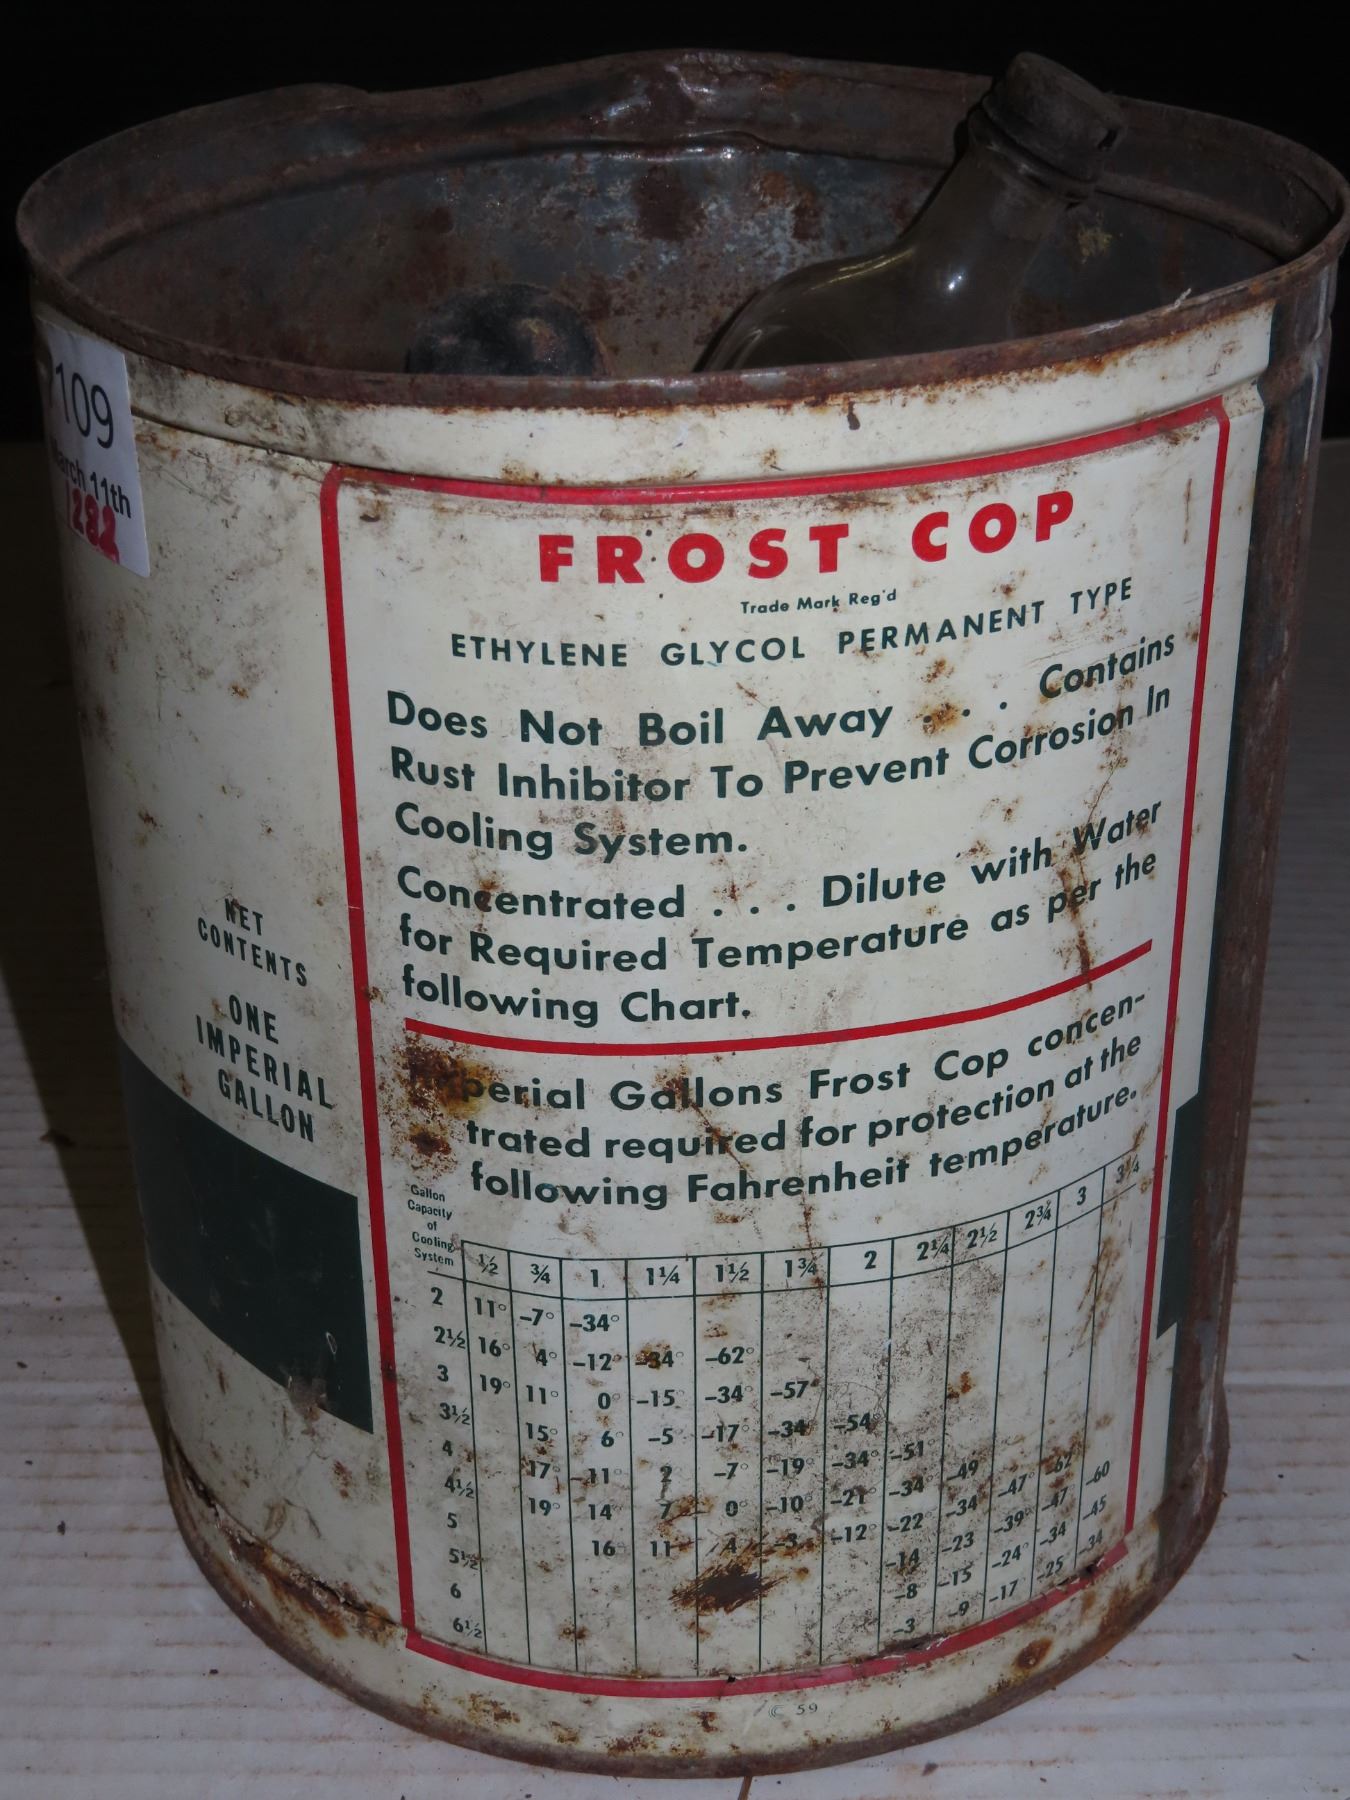 109
March 11th
1282
NET
CONTENTS
ONE
IMPERIAL
GALLON
FROST COP
Trade Mark Reg'd
ETHYLENE GLYCOL PERMANENT TYPE
Does Not Boil Away . . . Contains
Rust Inhibitor To Prevent Corrosion In
Cooling System.
Concentrated . . . Dilute with Water
for Required Temperature as per the
following Chart.
Imperial Gallons Frost Cop concen-
trated required for protection at the
following Fahrenheit temperature.
Gallon
Capacity
of
Cooling
System
½ ¾ 1 1¼ 1½ 1¾ 2 2¼ 2½ 2¾ 3 3¼
2 11° -7° -34°
2½ 16° 4° -12° -34° -62°
3 19° 11° 0° -15° -34° -57°
3½ 15° 6° -5° -17° -34° -54°
4 17° -11° 2° -7° -19° -34° -51°
4½ 19° 14° 7° 0° -10° -21° -34° -49°
5 16° 11° 4° -3° -12° -22° -34° -47° -62° -60
5½ -14 -23 -39° -47 -45
6 -8 -15 -24° -34 -34
6½ -3 -9 -17 -25
59